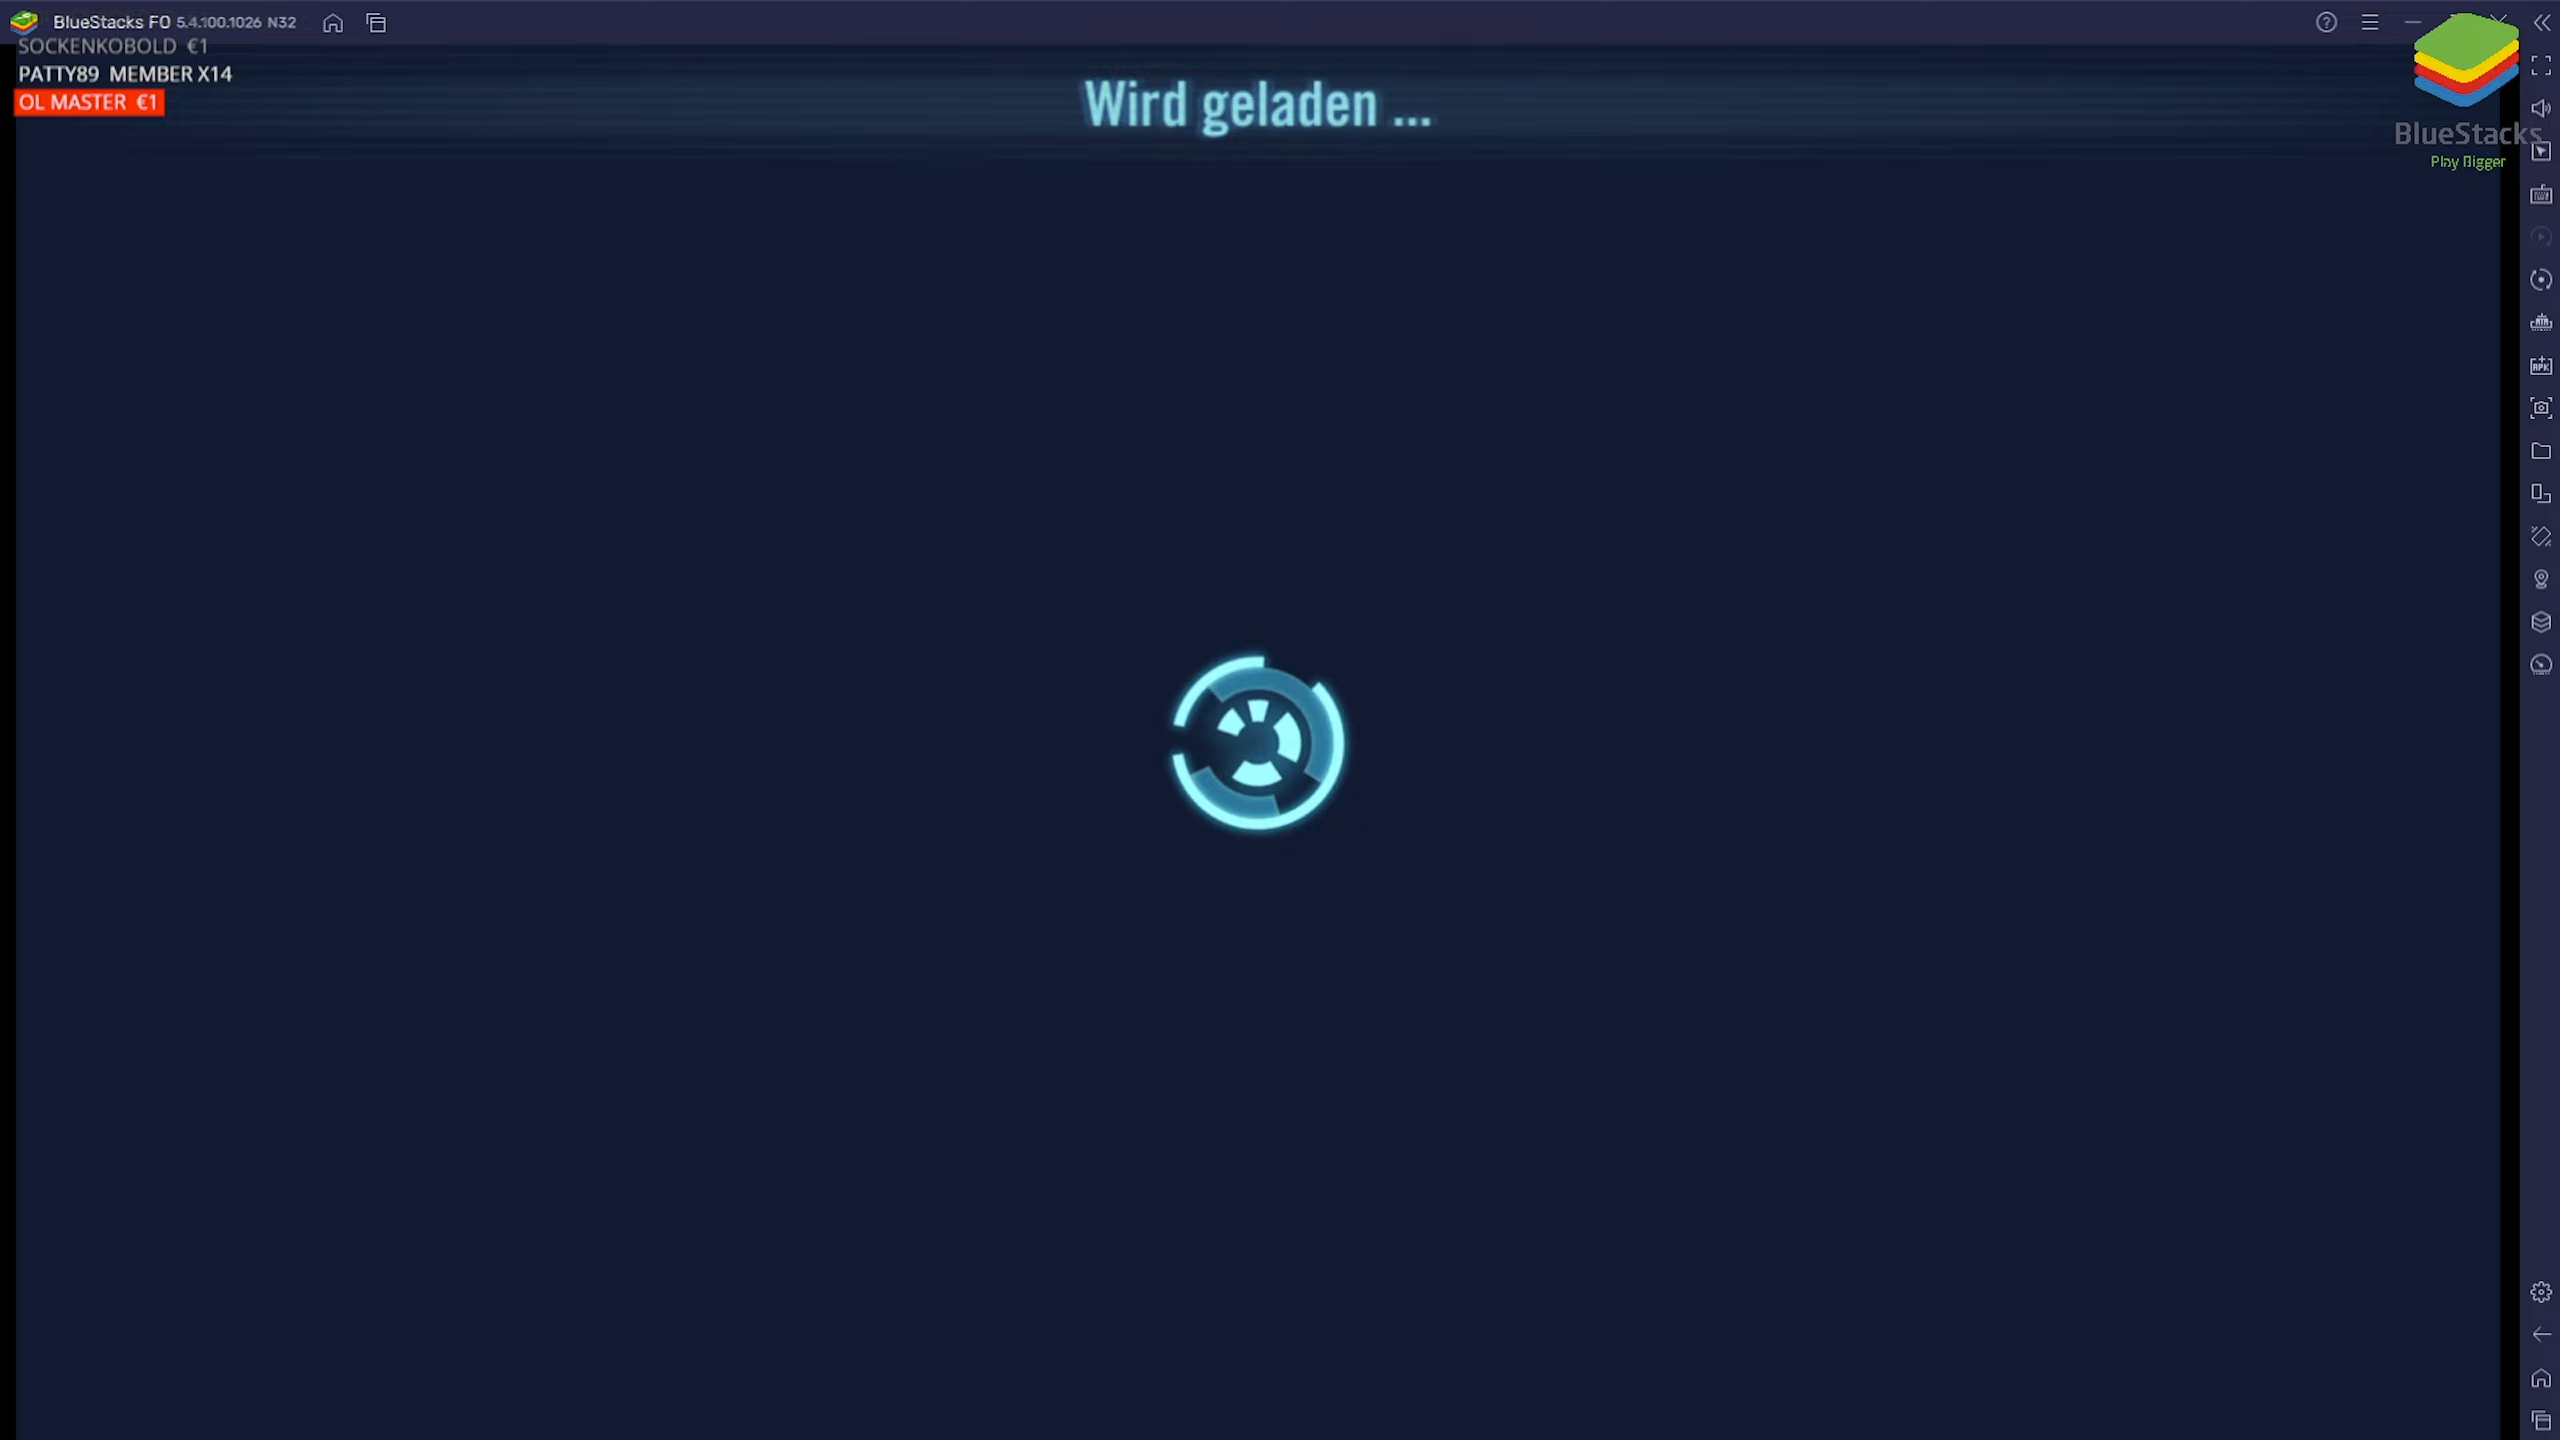 BlueStacks FO 5.4.100.1026 N32
SOCKENKOBOLD €1
PATTY89 MEMBER X14
OL MASTER €1
Wird geladen ...
BlueStacks
Play Bigger
APK